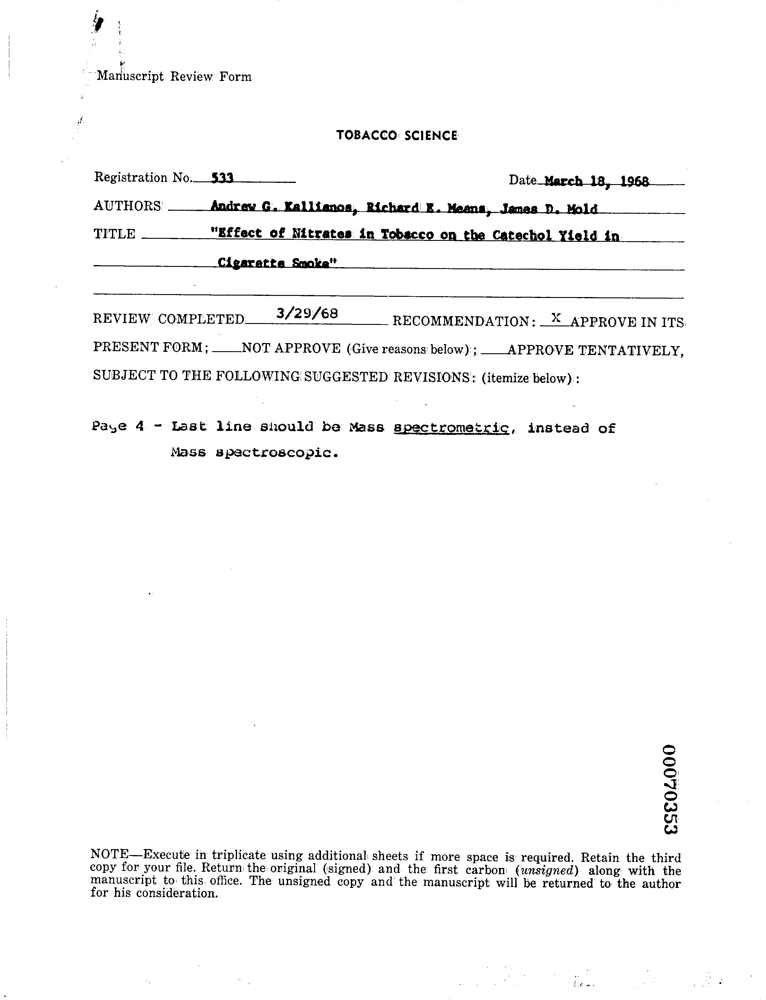 Manuscript Review Form
TOBACCO SCIENCE
Registration No. 533 Date March 18, 1968
AUTHORS Andrew G. Kallianos, Richard E. Means, James D. Mold
TITLE "Effect of Nitrates in Tobacco on the Catechol Yield in
Cigarette Smoke"
REVIEW COMPLETED 3/29/68 RECOMMENDATION: X APPROVE IN ITS
PRESENT FORM; ___NOT APPROVE (Give reasons below); ___APPROVE TENTATIVELY,
SUBJECT TO THE FOLLOWING SUGGESTED REVISIONS: (itemize below):
Page 4 - Last line should be Mass spectrometric, instead of
Mass spectroscopic.
00070353
NOTE—Execute in triplicate using additional sheets if more space is required. Retain the third
copy for your file. Return the original (signed) and the first carbon (unsigned) along with the
manuscript to this office. The unsigned copy and the manuscript will be returned to the author
for his consideration.